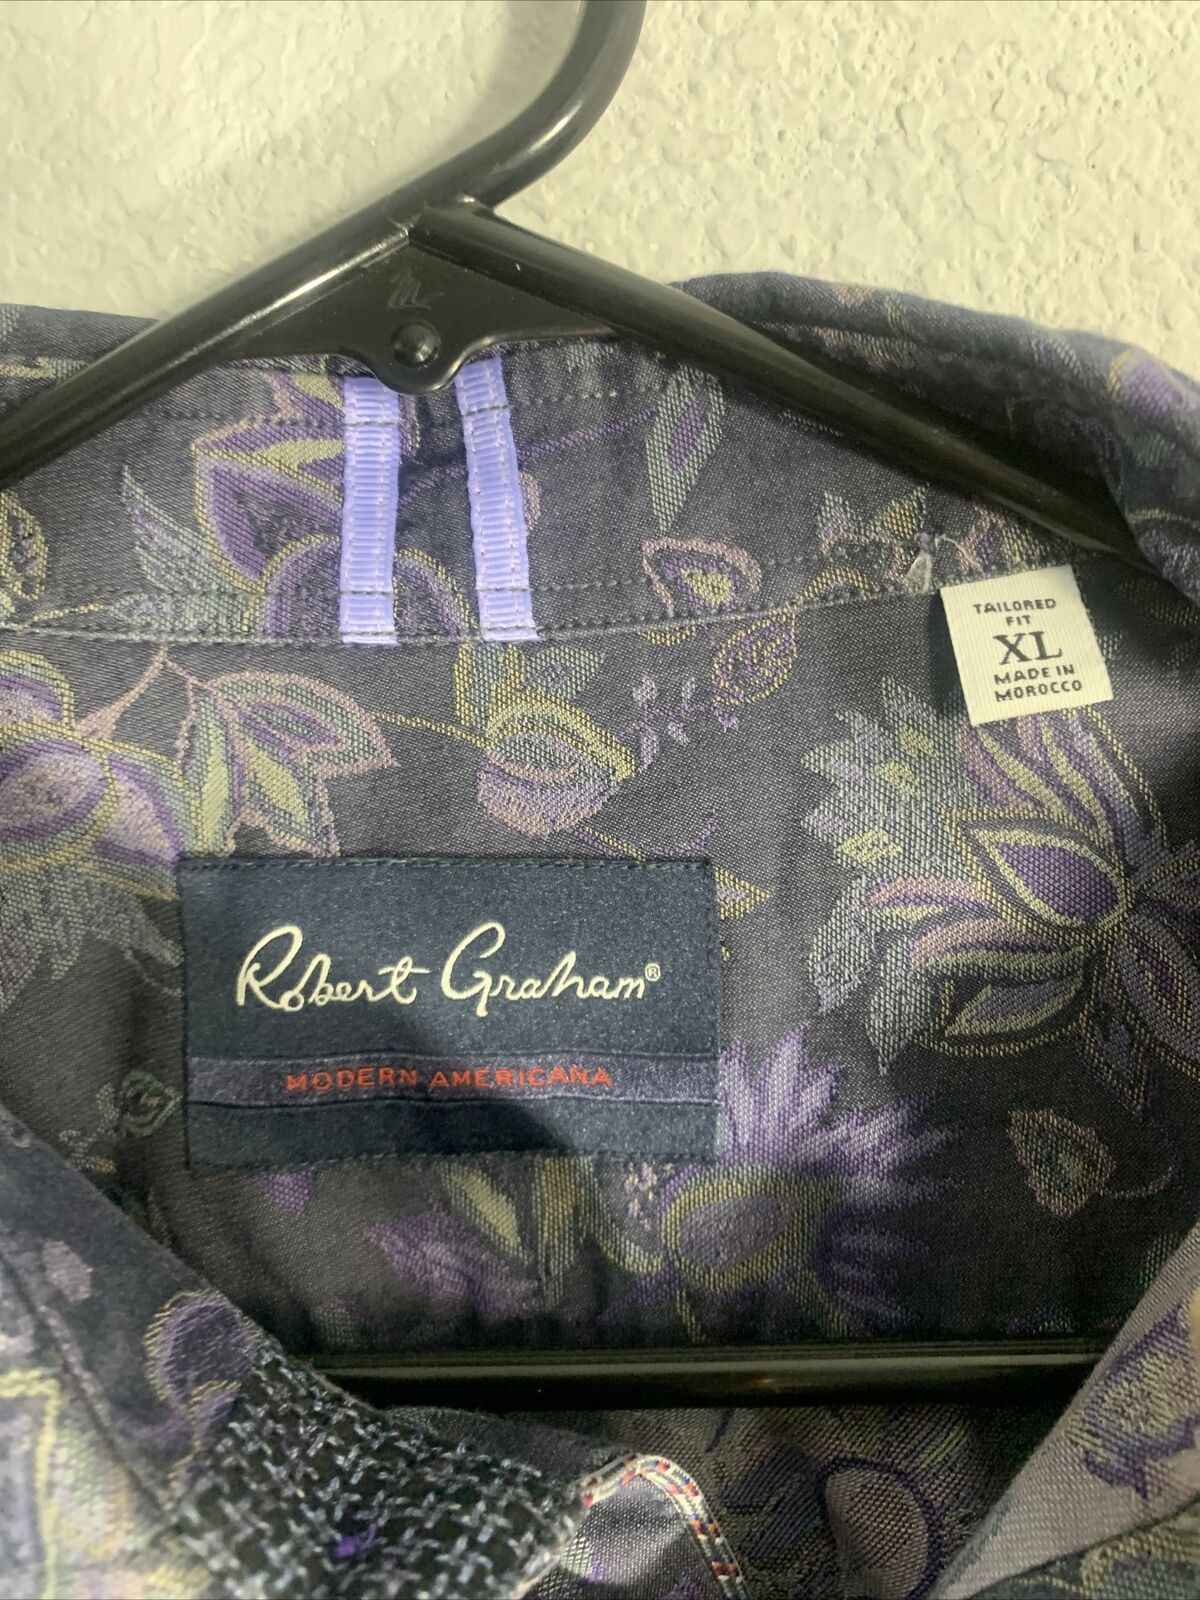 TAILORED
FIT
XL
MADE IN
MOROCCO
Robert Graham®
MODERN AMERICANA